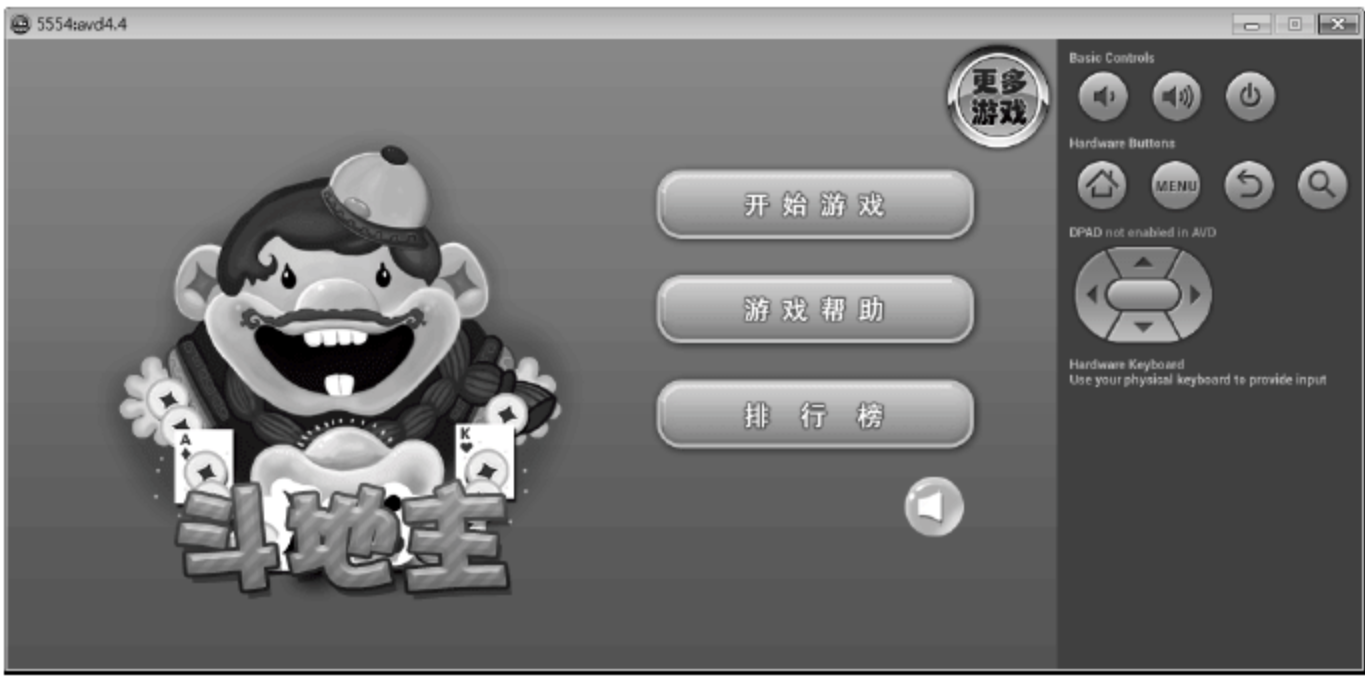 5554:avd4.4
更多
游戏
开始游戏
游戏帮助
排行榜
A
K
斗地主
Basic Controls
Hardware Buttons
MENU
DPAD not enabled in AVD
Hardware Keyboard
Use your physical keyboard to provide input